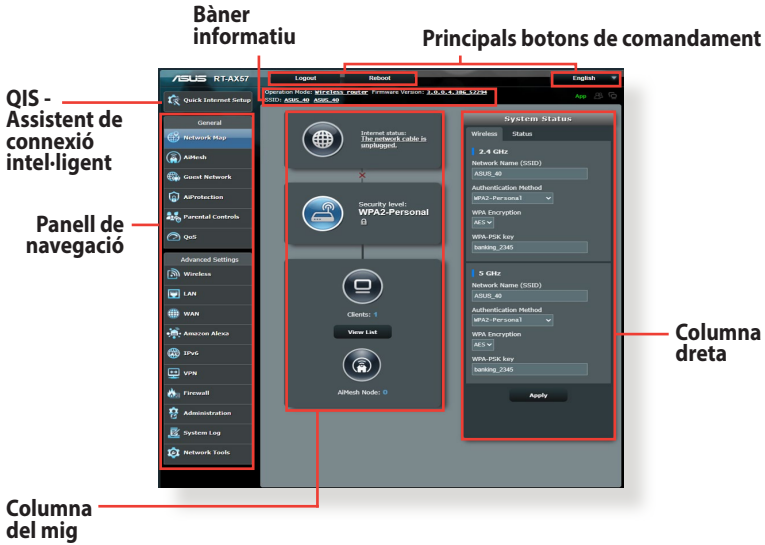 Bàner
informatiu
Principals botons de comandament
QIS -
Assistent de
connexió
intel·ligent
Panell de
navegació
Columna
dreta
Columna
del mig
ASUS RT-AX57
Logout
Reboot
English
Quick Internet Setup
Operation Mode: Wireless router Firmware Version: 3.0.0.4.386_57294
SSID: ASUS_40 ASUS_40
App
General
Network Map
AiMesh
Guest Network
AiProtection
Parental Controls
QoS
Advanced Settings
Wireless
LAN
WAN
Amazon Alexa
IPv6
VPN
Firewall
Administration
System Log
Network Tools
Internet status:
The network cable is
unplugged.
Security level:
WPA2-Personal
Clients: 1
View List
AiMesh Node: 0
System Status
Wireless Status
2.4 GHz
Network Name (SSID)
ASUS_40
Authentication Method
WPA2-Personal
WPA Encryption
AES
WPA-PSK key
banking_2345
5 GHz
Network Name (SSID)
ASUS_40
Authentication Method
WPA2-Personal
WPA Encryption
AES
WPA-PSK key
banking_2345
Apply